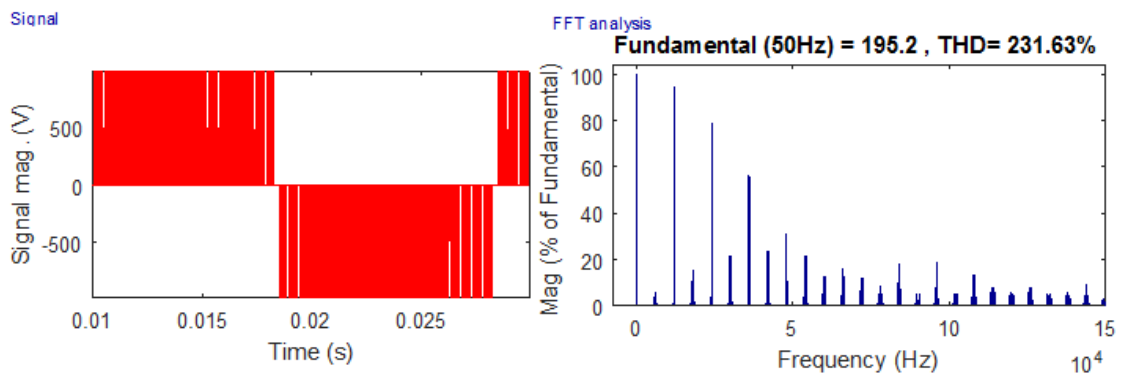 Signal
Signal mag. (V)
500
0
-500
0.01
0.015
0.02
0.025
Time (s)
FFT analysis
Fundamental (50Hz) = 195.2 , THD= 231.63%
Mag (% of Fundamental)
100
80
60
40
20
0
0
5
10
15
Frequency (Hz)
10^4